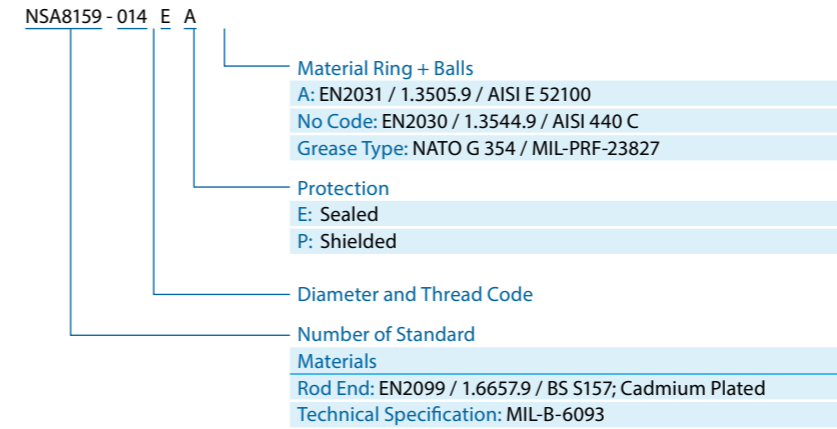 NSA8159 - 014 E A
Material Ring + Balls
A: EN2031 / 1.3505.9 / AISI E 52100
No Code: EN2030 / 1.3544.9 / AISI 440 C
Grease Type: NATO G 354 / MIL-PRF-23827
Protection
E: Sealed
P: Shielded
Diameter and Thread Code
Number of Standard
Materials
Rod End: EN2099 / 1.6657.9 / BS S157; Cadmium Plated
Technical Specification: MIL-B-6093